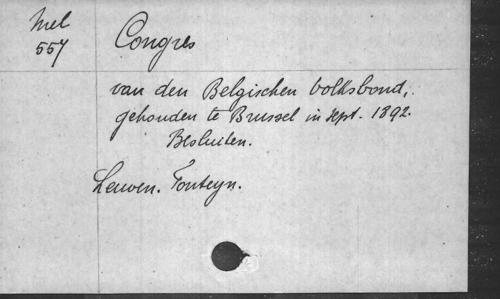 Mel
557
Congres
van den Belgischen Volksbond,
gehouden te Brussel in sept. 1892.
Besluiten.
Leuven. Fonteyn.